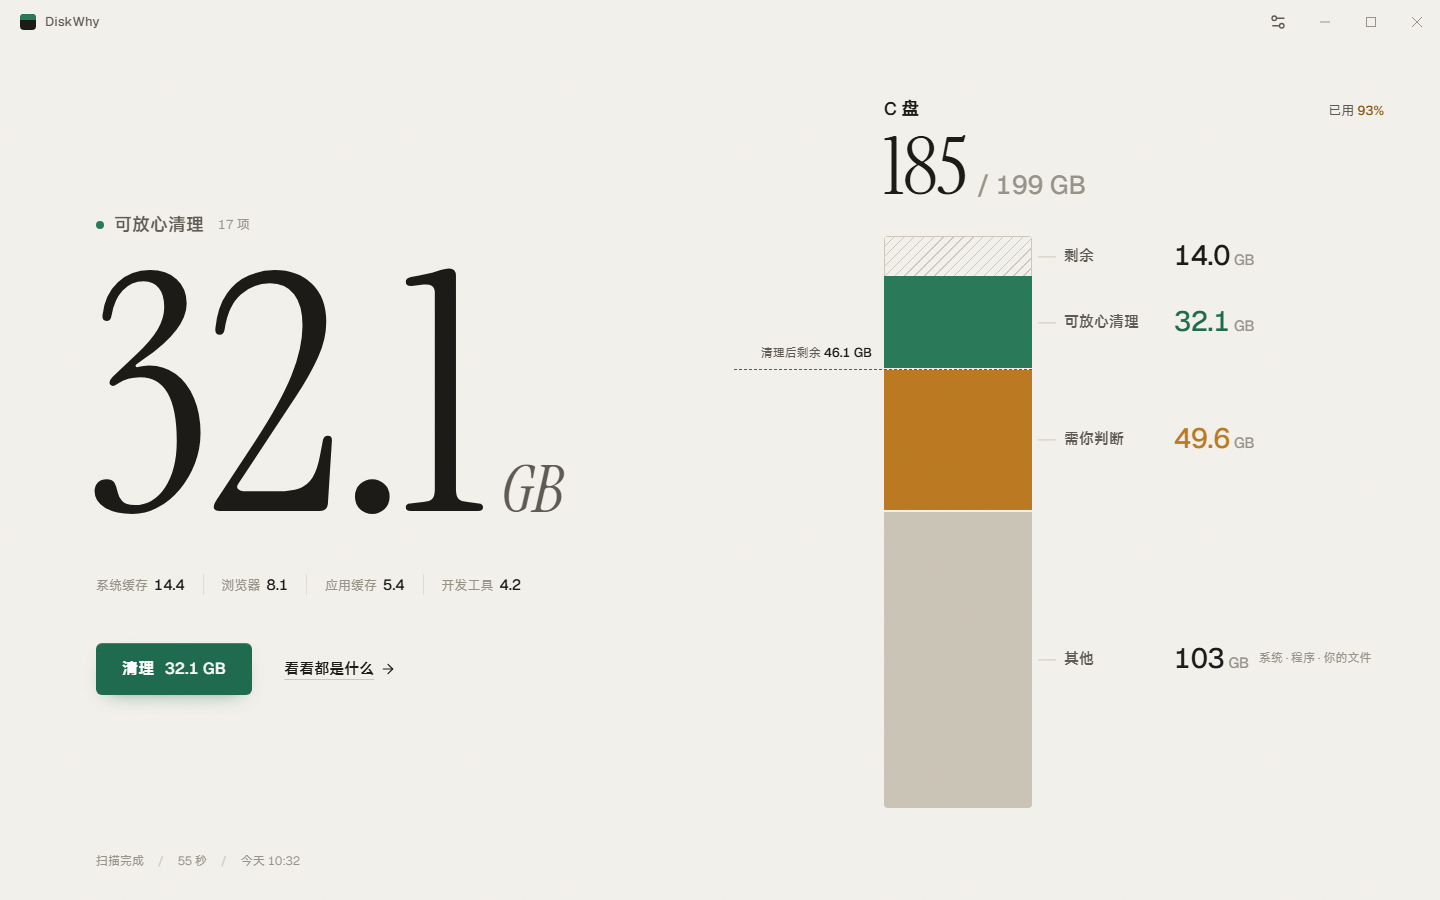 DiskWhy
可放心清理 17 项
32.1 GB
系统缓存 14.4 浏览器 8.1 应用缓存 5.4 开发工具 4.2
清理 32.1 GB 看看都是什么 →
扫描完成 / 55 秒 / 今天 10:32
C 盘 已用 93%
185 / 199 GB
剩余 14.0 GB
可放心清理 32.1 GB
清理后剩余 46.1 GB
需你判断 49.6 GB
其他 103 GB 系统 · 程序 · 你的文件